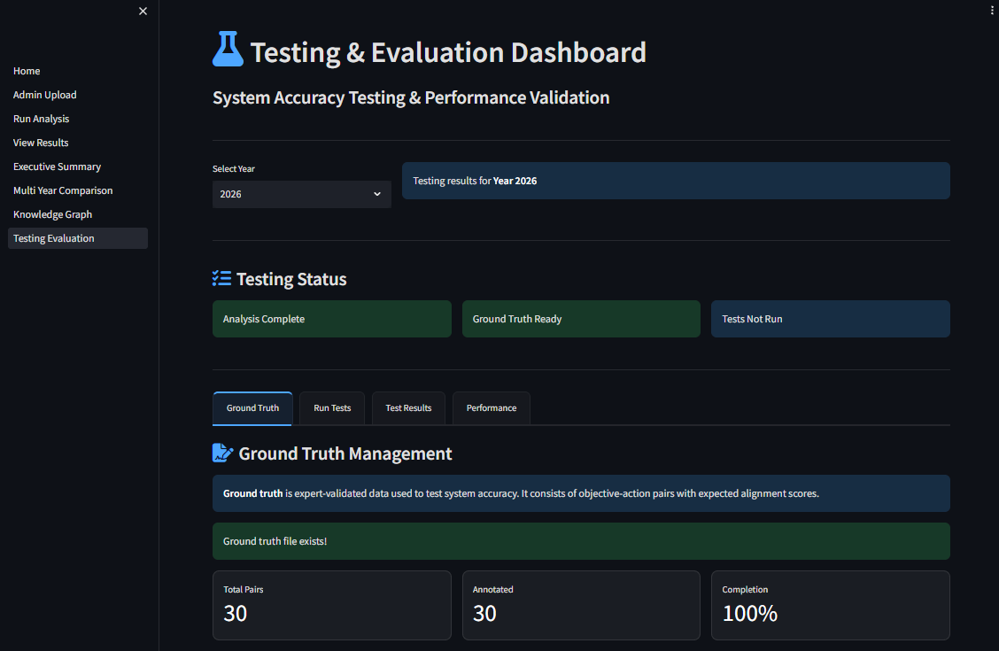 Home
Admin Upload
Run Analysis
View Results
Executive Summary
Multi Year Comparison
Knowledge Graph
Testing Evaluation
Testing & Evaluation Dashboard
System Accuracy Testing & Performance Validation
Select Year
2026
Testing results for Year 2026
Testing Status
Analysis Complete
Ground Truth Ready
Tests Not Run
Ground Truth
Run Tests
Test Results
Performance
Ground Truth Management
Ground truth is expert-validated data used to test system accuracy. It consists of objective-action pairs with expected alignment scores.
Ground truth file exists!
Total Pairs
30
Annotated
30
Completion
100%